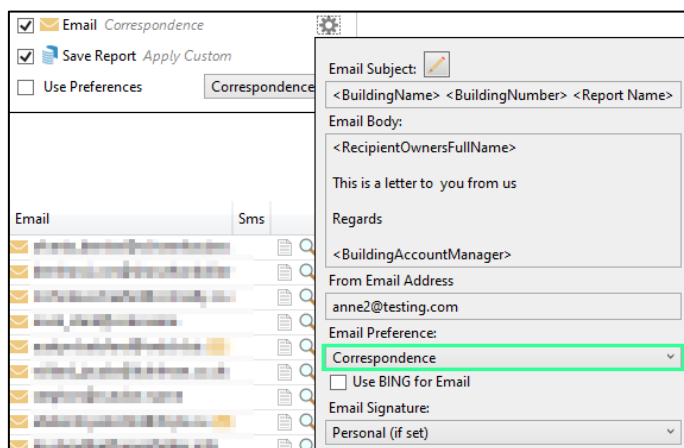 Email Correspondence
Save Report Apply Custom
Use Preferences Correspondence
Email Sms
Email Subject:
<BuildingName> <BuildingNumber> <Report Name>
Email Body:
<RecipientOwnersFullName>
This is a letter to  you from us
Regards
<BuildingAccountManager>
From Email Address
anne2@testing.com
Email Preference:
Correspondence
Use BING for Email
Email Signature:
Personal (if set)